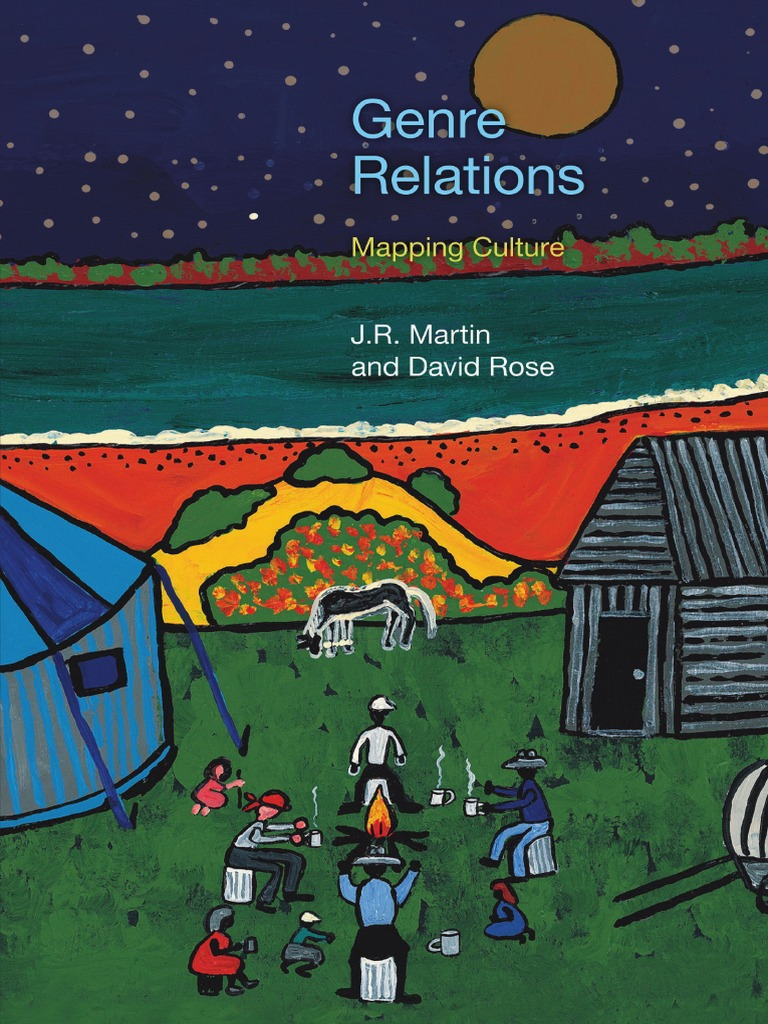 Genre
Relations
Mapping Culture
J.R. Martin
and David Rose